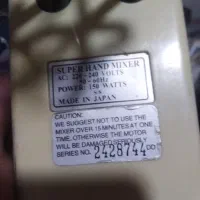 SUPER HAND MIXER
AC: 220-240 VOLTS
50-60Hz
POWER: 150 WATTS
MADE IN JAPAN
CAUTION:
WE SUGGEST NOT TO USE THE
MIXER OVER 15 MINUTES AT ONE
TIME, OTHERWISE THE MOTOR
WILL BE DAMAGED SERIOUSLY
SERIES NO. 2428744